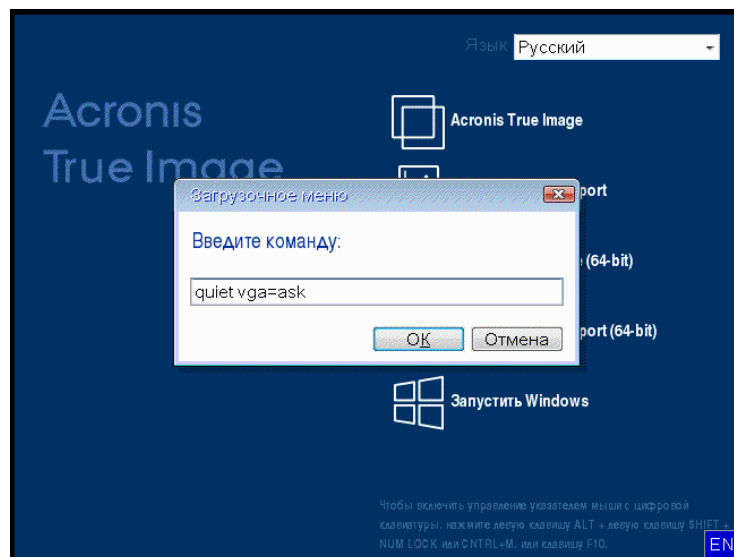 Язык Русский
Acronis
True Image
Acronis True Image
port
Загрузочное меню
Введите команду:
(64-bit)
quiet vga=ask
ОК Отмена
port (64-bit)
Запустить Windows
Чтобы включить управление указателем мыши с цифровой
клавиатуры, нажмите левую клавишу ALT + левую клавишу SHIFT +
NUM LOCK или CNTRL+M, или клавишу F10.
EN